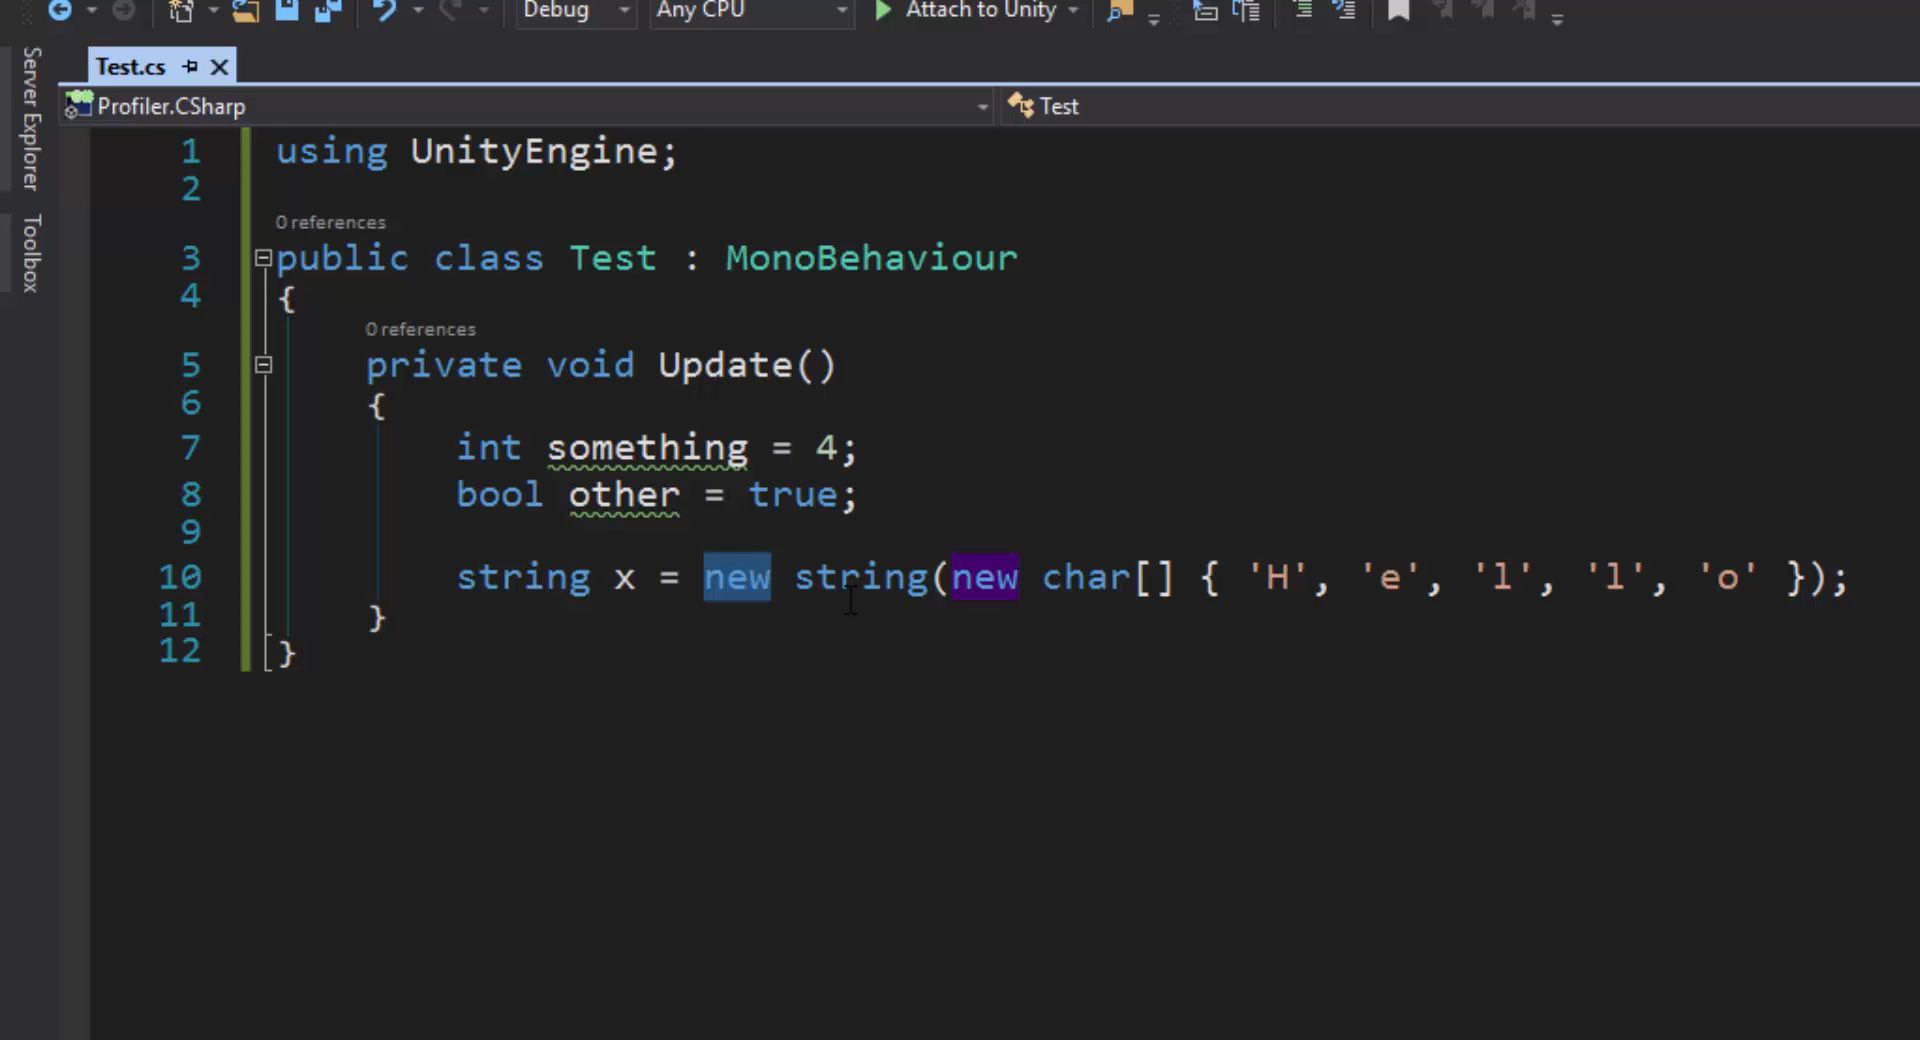 Debug Any CPU Attach to Unity
Server Explorer
Toolbox
Test.cs
Profiler.CSharp Test
1 using UnityEngine;
2
0 references
3 public class Test : MonoBehaviour
4 {
0 references
5 private void Update()
6 {
7 int something = 4;
8 bool other = true;
9
10 string x = new string(new char[] { 'H', 'e', 'l', 'l', 'o' });
11 }
12 }